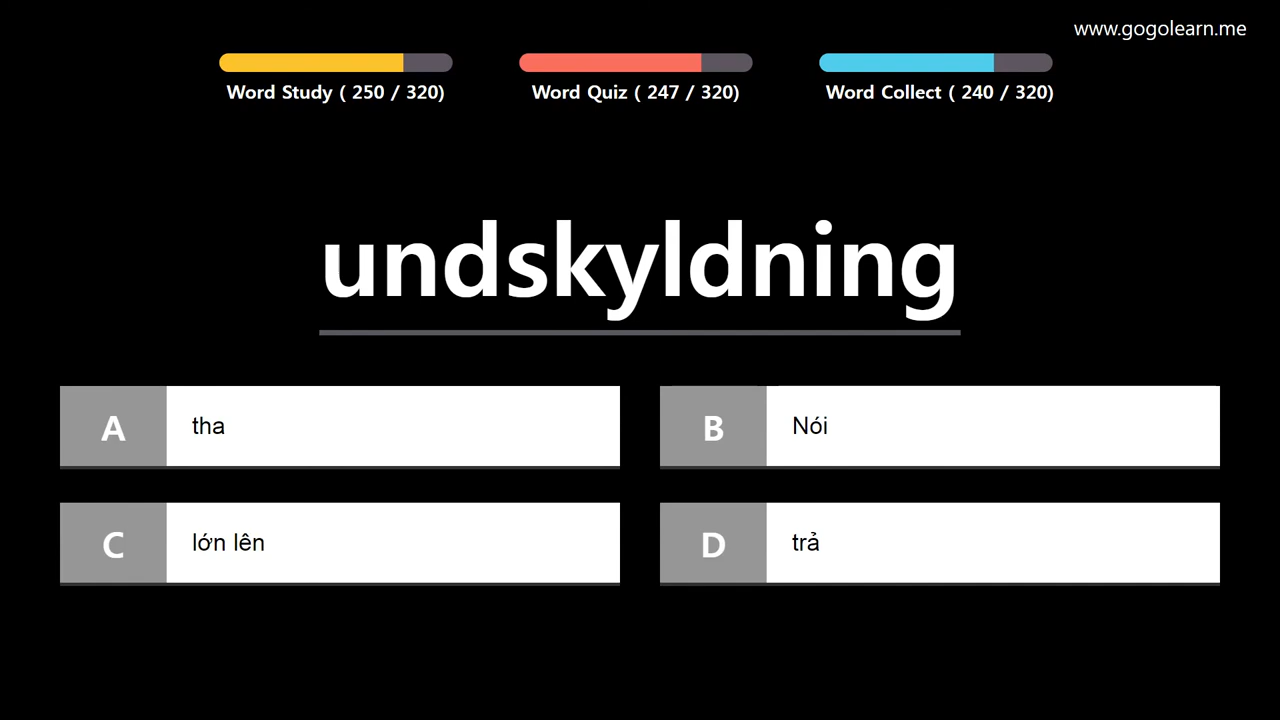 www.gogolearn.me
Word Study ( 250 / 320)
Word Quiz ( 247 / 320)
Word Collect ( 240 / 320)
undskyldning
A tha
B Nói
C lớn lên
D trả